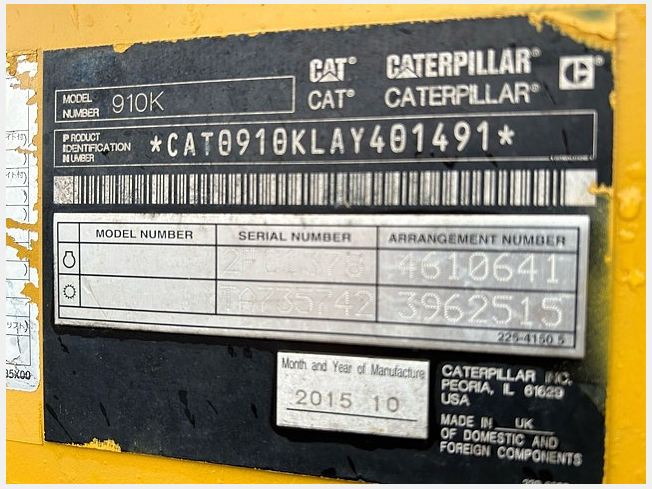 CAT® CATERPILLAR®
CAT® CATERPILLAR®
MODEL NUMBER 910K
PRODUCT IDENTIFICATION NUMBER *CAT0910KLAY401491*
MODEL NUMBER SERIAL NUMBER ARRANGEMENT NUMBER
4610641
3962515
225-4150 5
Month and Year of Manufacture
2015 10
CATERPILLAR INC.
PEORIA, IL 61629
USA
MADE IN UK
OF DOMESTIC AND
FOREIGN COMPONENTS
35X00